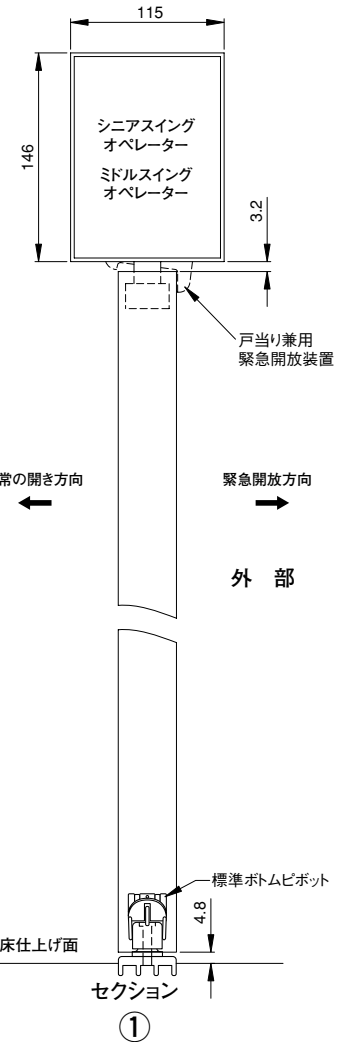 115
146
シニアスイング
オペレーター
ミドルスイング
オペレーター
3.2
戸当り兼用
緊急開放装置
常の開き方向
緊急開放方向
外 部
標準ボトムピボット
4.8
床仕上げ面
セクション
①